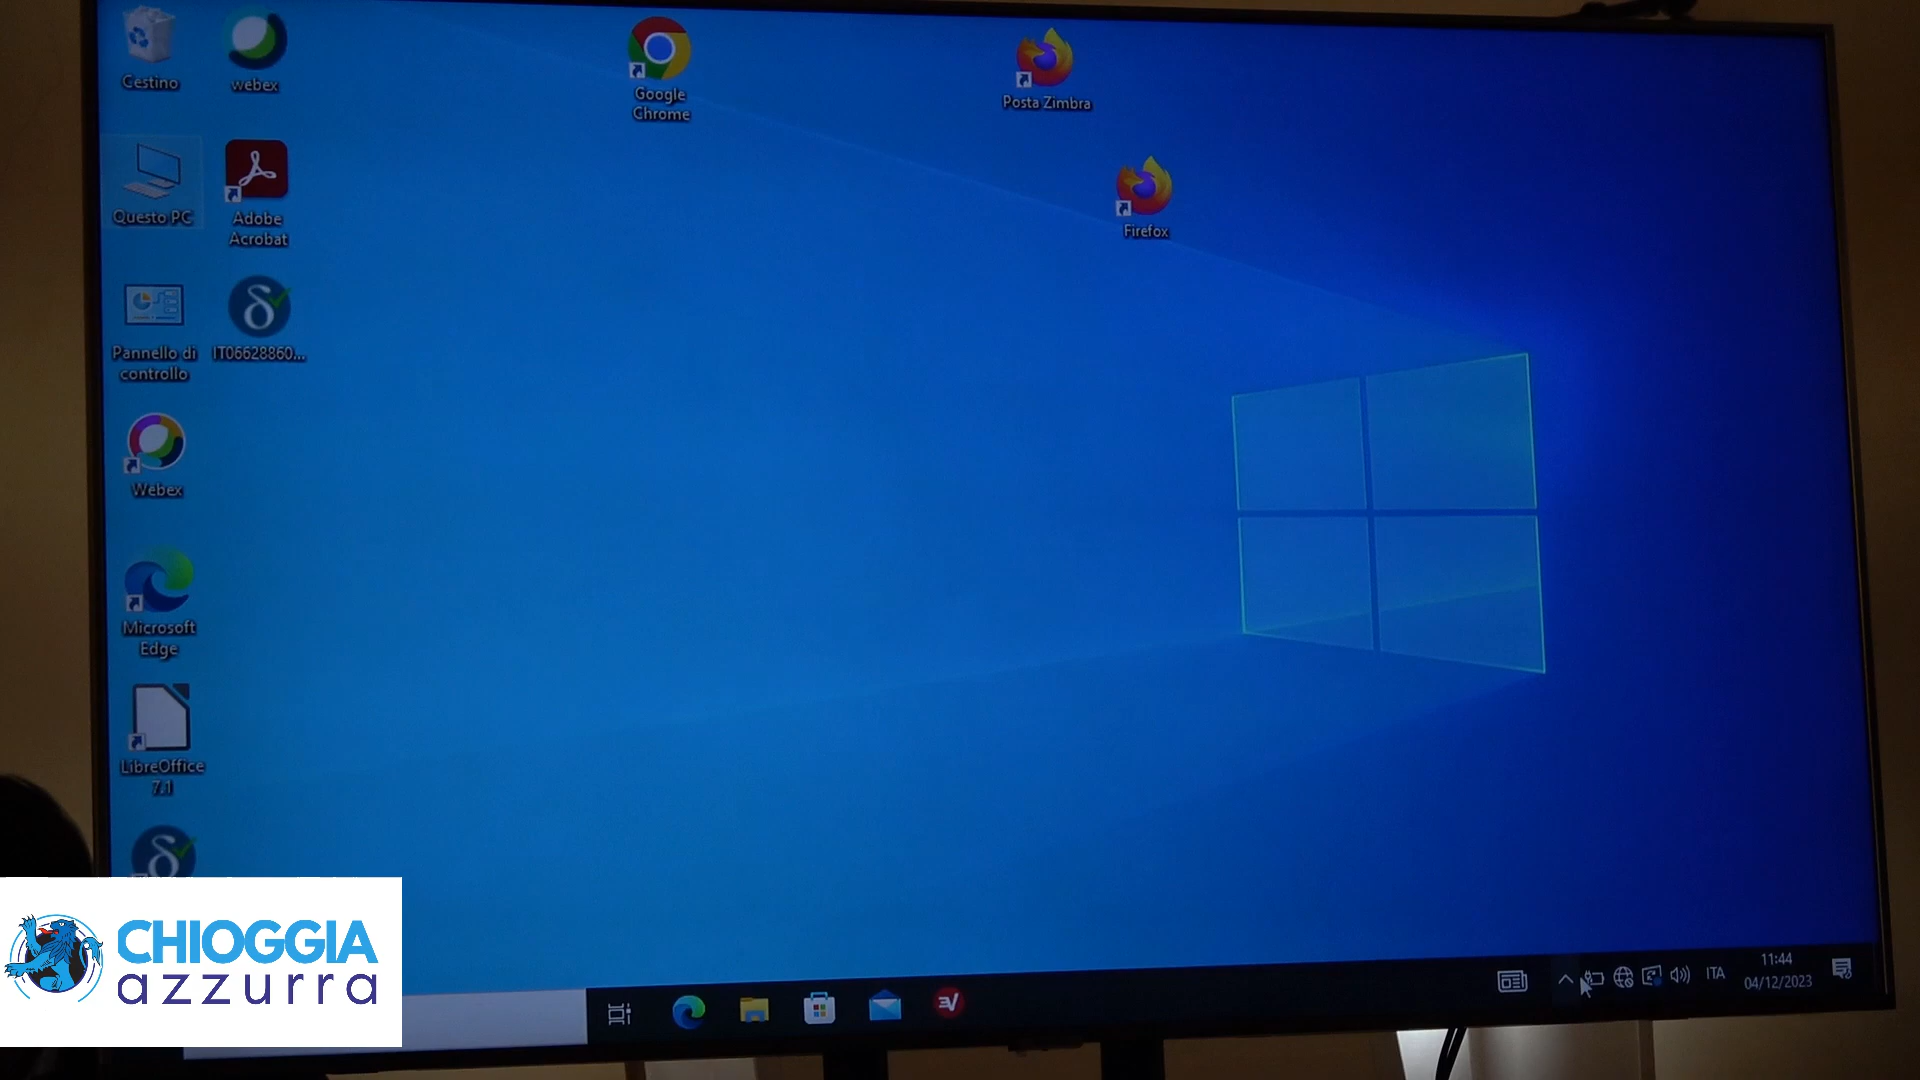 Cestino
webex
Google
Chrome
Posta Zimbra
Questo PC
Adobe
Acrobat
Firefox
Pannello di
controllo
IT06628860...
Webex
Microsoft
Edge
LibreOffice
7.1
CHIOGGIA
azzurra
ITA
11:44
04/12/2023